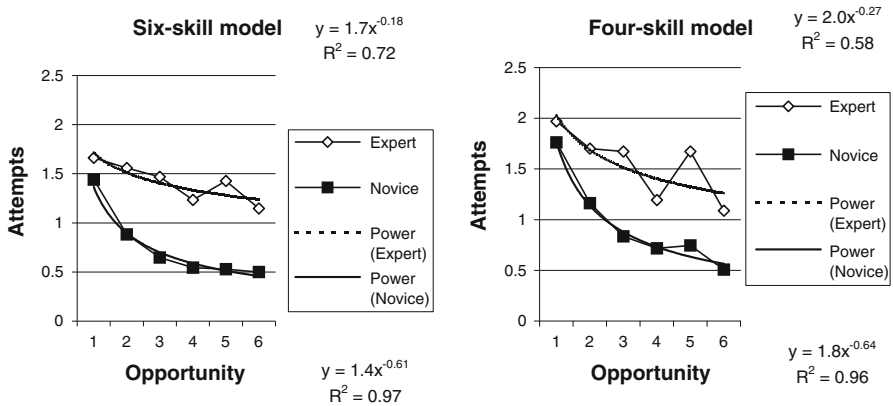 Six-skill model
y = 1.7x^-0.18
R² = 0.72
2.5
2
1.5
1
0.5
0
Attempts
1 2 3 4 5 6
Opportunity
Expert
Novice
Power
(Expert)
Power
(Novice)
y = 1.4x^-0.61
R² = 0.97
Four-skill model
y = 2.0x^-0.27
R² = 0.58
2.5
2
1.5
1
0.5
0
Attempts
1 2 3 4 5 6
Opportunity
Expert
Novice
Power
(Expert)
Power
(Novice)
y = 1.8x^-0.64
R² = 0.96